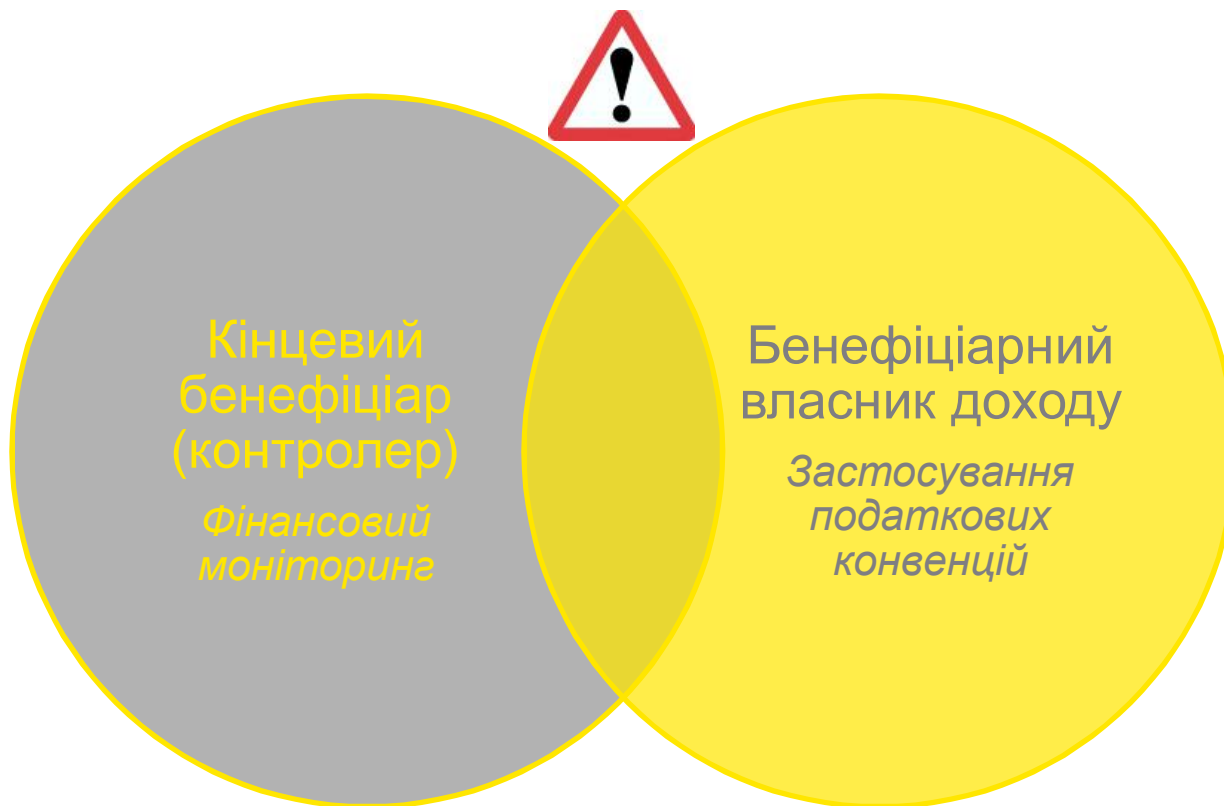 Кінцевий
бенефіціар
(контролер)
Фінансовий
моніторинг
Бенефіціарний
власник доходу
Застосування
податкових
конвенцій